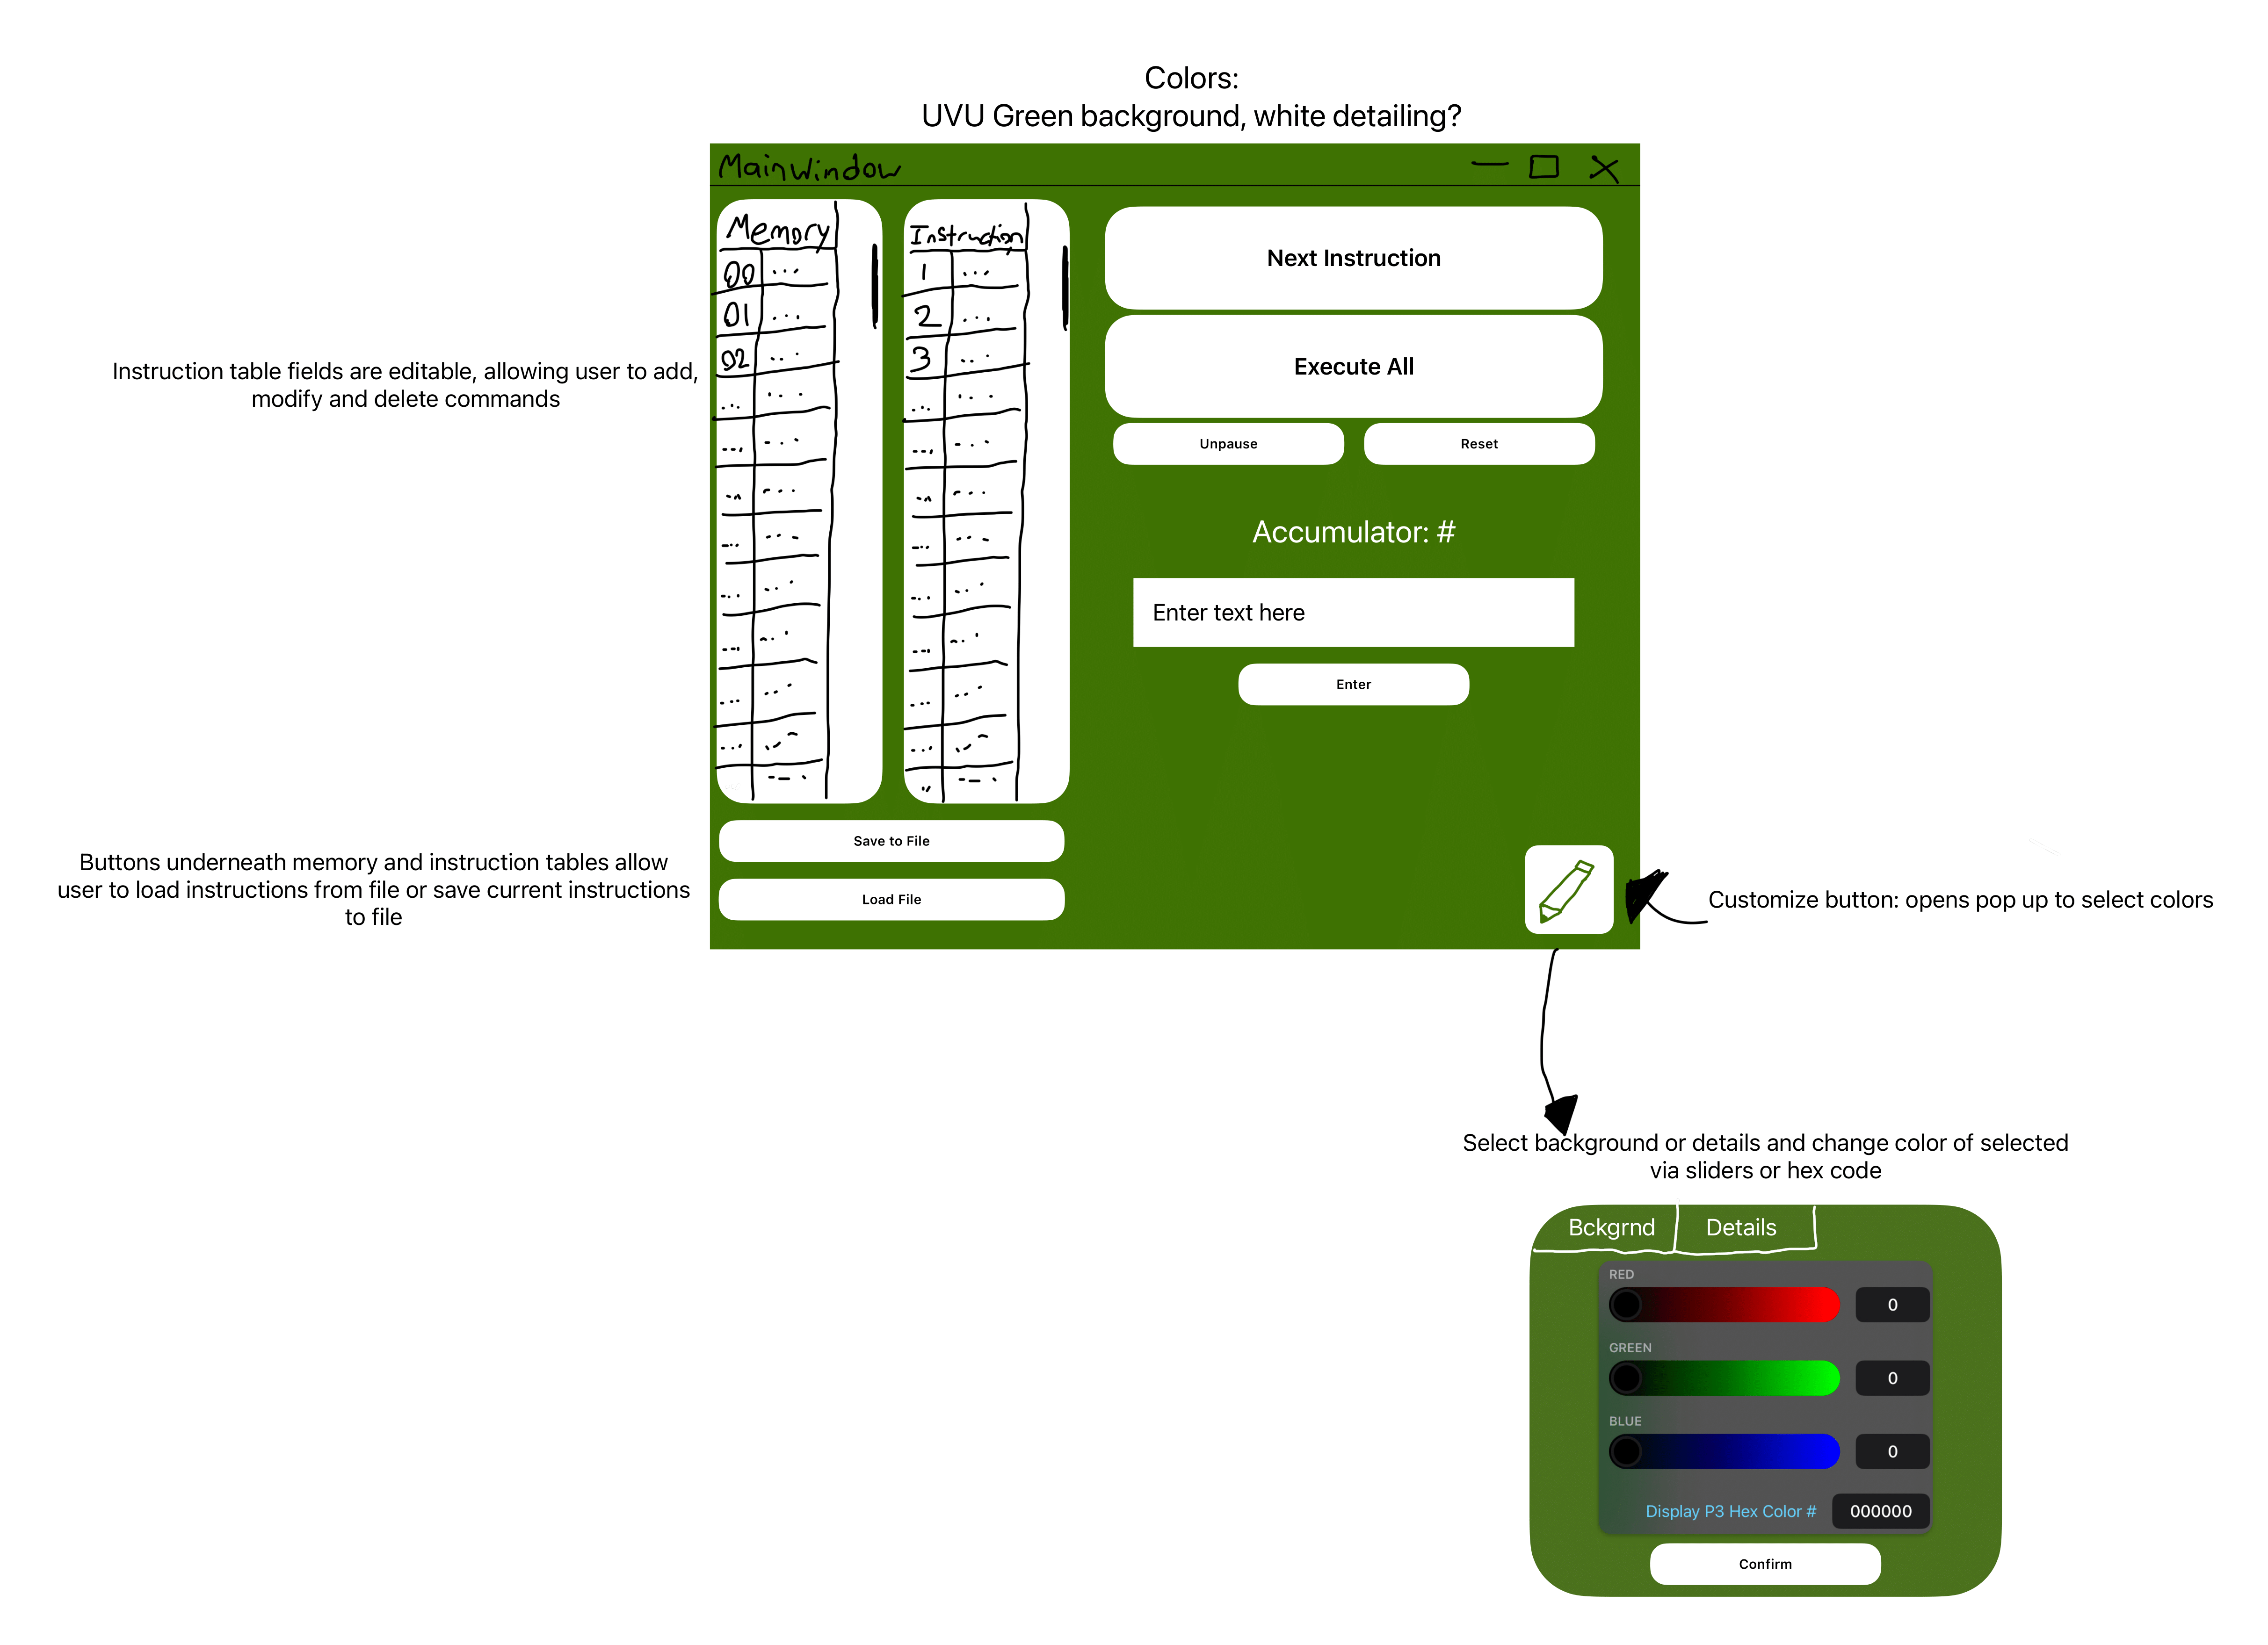 Colors:
UVU Green background, white detailing?
MainWindow
Memory
00 ...
01 ...
02 ...
Instruction
1 ...
2 ...
3 ...
Next Instruction
Execute All
Unpause
Reset
Accumulator: #
Enter text here
Enter
Instruction table fields are editable, allowing user to add,
modify and delete commands
Save to File
Load File
Buttons underneath memory and instruction tables allow
user to load instructions from file or save current instructions
to file
Customize button: opens pop up to select colors
Select background or details and change color of selected
via sliders or hex code
Bckgrnd
Details
RED
0
GREEN
0
BLUE
0
Display P3 Hex Color #
000000
Confirm